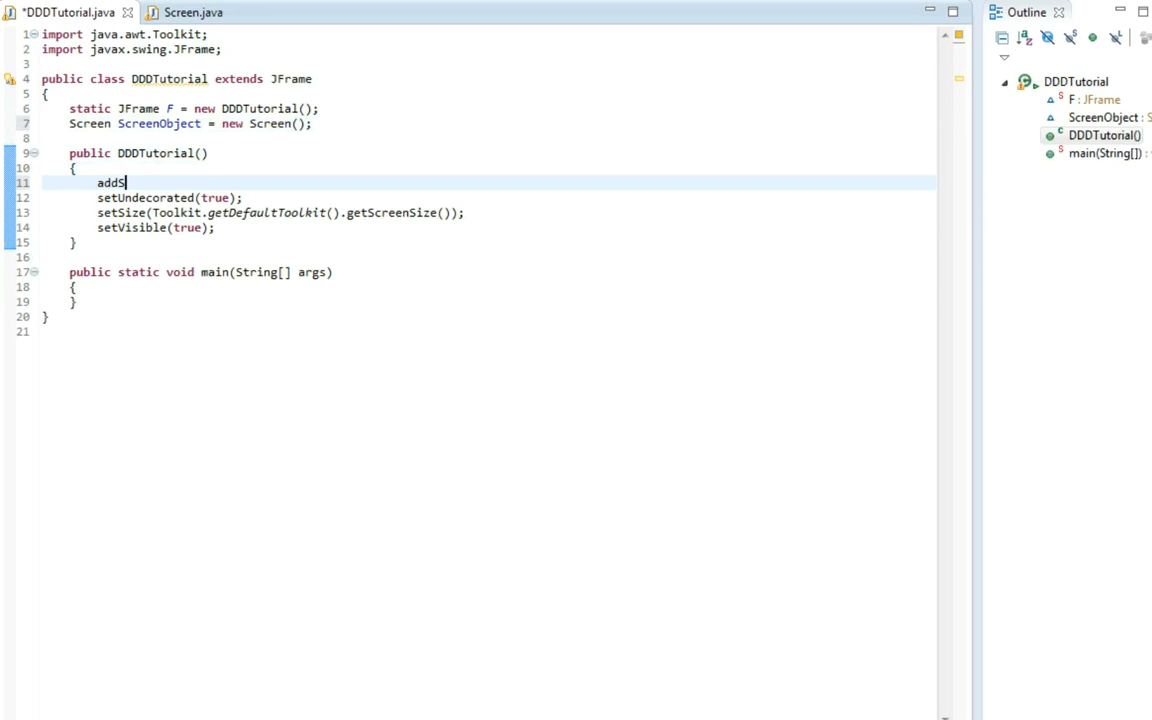 *DDDTutorial.java
Screen.java
1 import java.awt.Toolkit;
2 import javax.swing.JFrame;
3
4 public class DDDTutorial extends JFrame
5 {
6 static JFrame F = new DDDTutorial();
7 Screen ScreenObject = new Screen();
8
9 public DDDTutorial()
10 {
11 addS
12 setUndecorated(true);
13 setSize(Toolkit.getDefaultToolkit().getScreenSize());
14 setVisible(true);
15 }
16
17 public static void main(String[] args)
18 {
19 }
20 }
21
Outline
DDDTutorial
F : JFrame
ScreenObject : S
DDDTutorial()
main(String[]) :